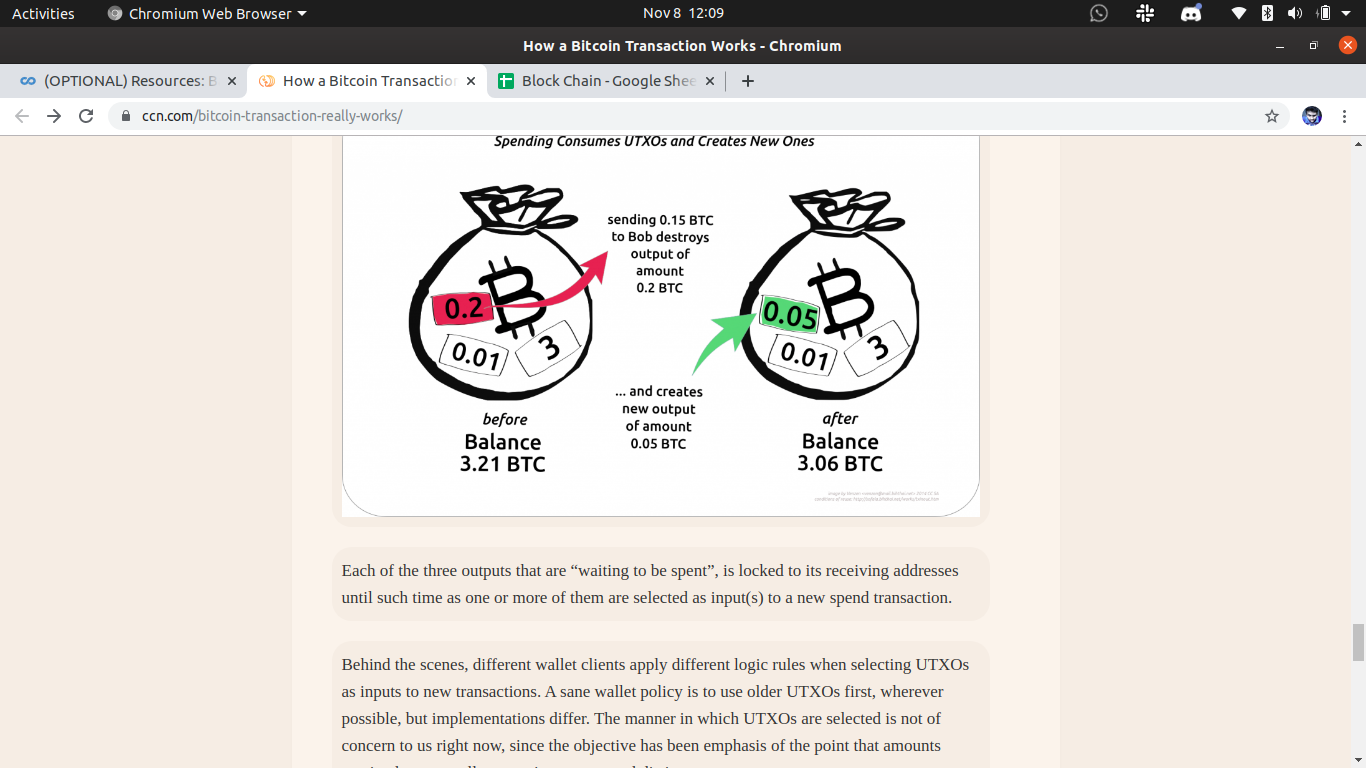 Activities
Chromium Web Browser
Nov 8 12:09
How a Bitcoin Transaction Works - Chromium
(OPTIONAL) Resources: B
How a Bitcoin Transaction
Block Chain - Google Shee
ccn.com/bitcoin-transaction-really-works/
Spending Consumes UTXOs and Creates New Ones
sending 0.15 BTC
to Bob destroys
output of
amount
0.2 BTC
0.2
0.01
3
0.05
0.01
3
... and creates
new output
of amount
0.05 BTC
before
Balance
3.21 BTC
after
Balance
3.06 BTC
Each of the three outputs that are “waiting to be spent”, is locked to its receiving addresses
until such time as one or more of them are selected as input(s) to a new spend transaction.
Behind the scenes, different wallet clients apply different logic rules when selecting UTXOs
as inputs to new transactions. A sane wallet policy is to use older UTXOs first, wherever
possible, but implementations differ. The manner in which UTXOs are selected is not of
concern to us right now, since the objective has been emphasis of the point that amounts